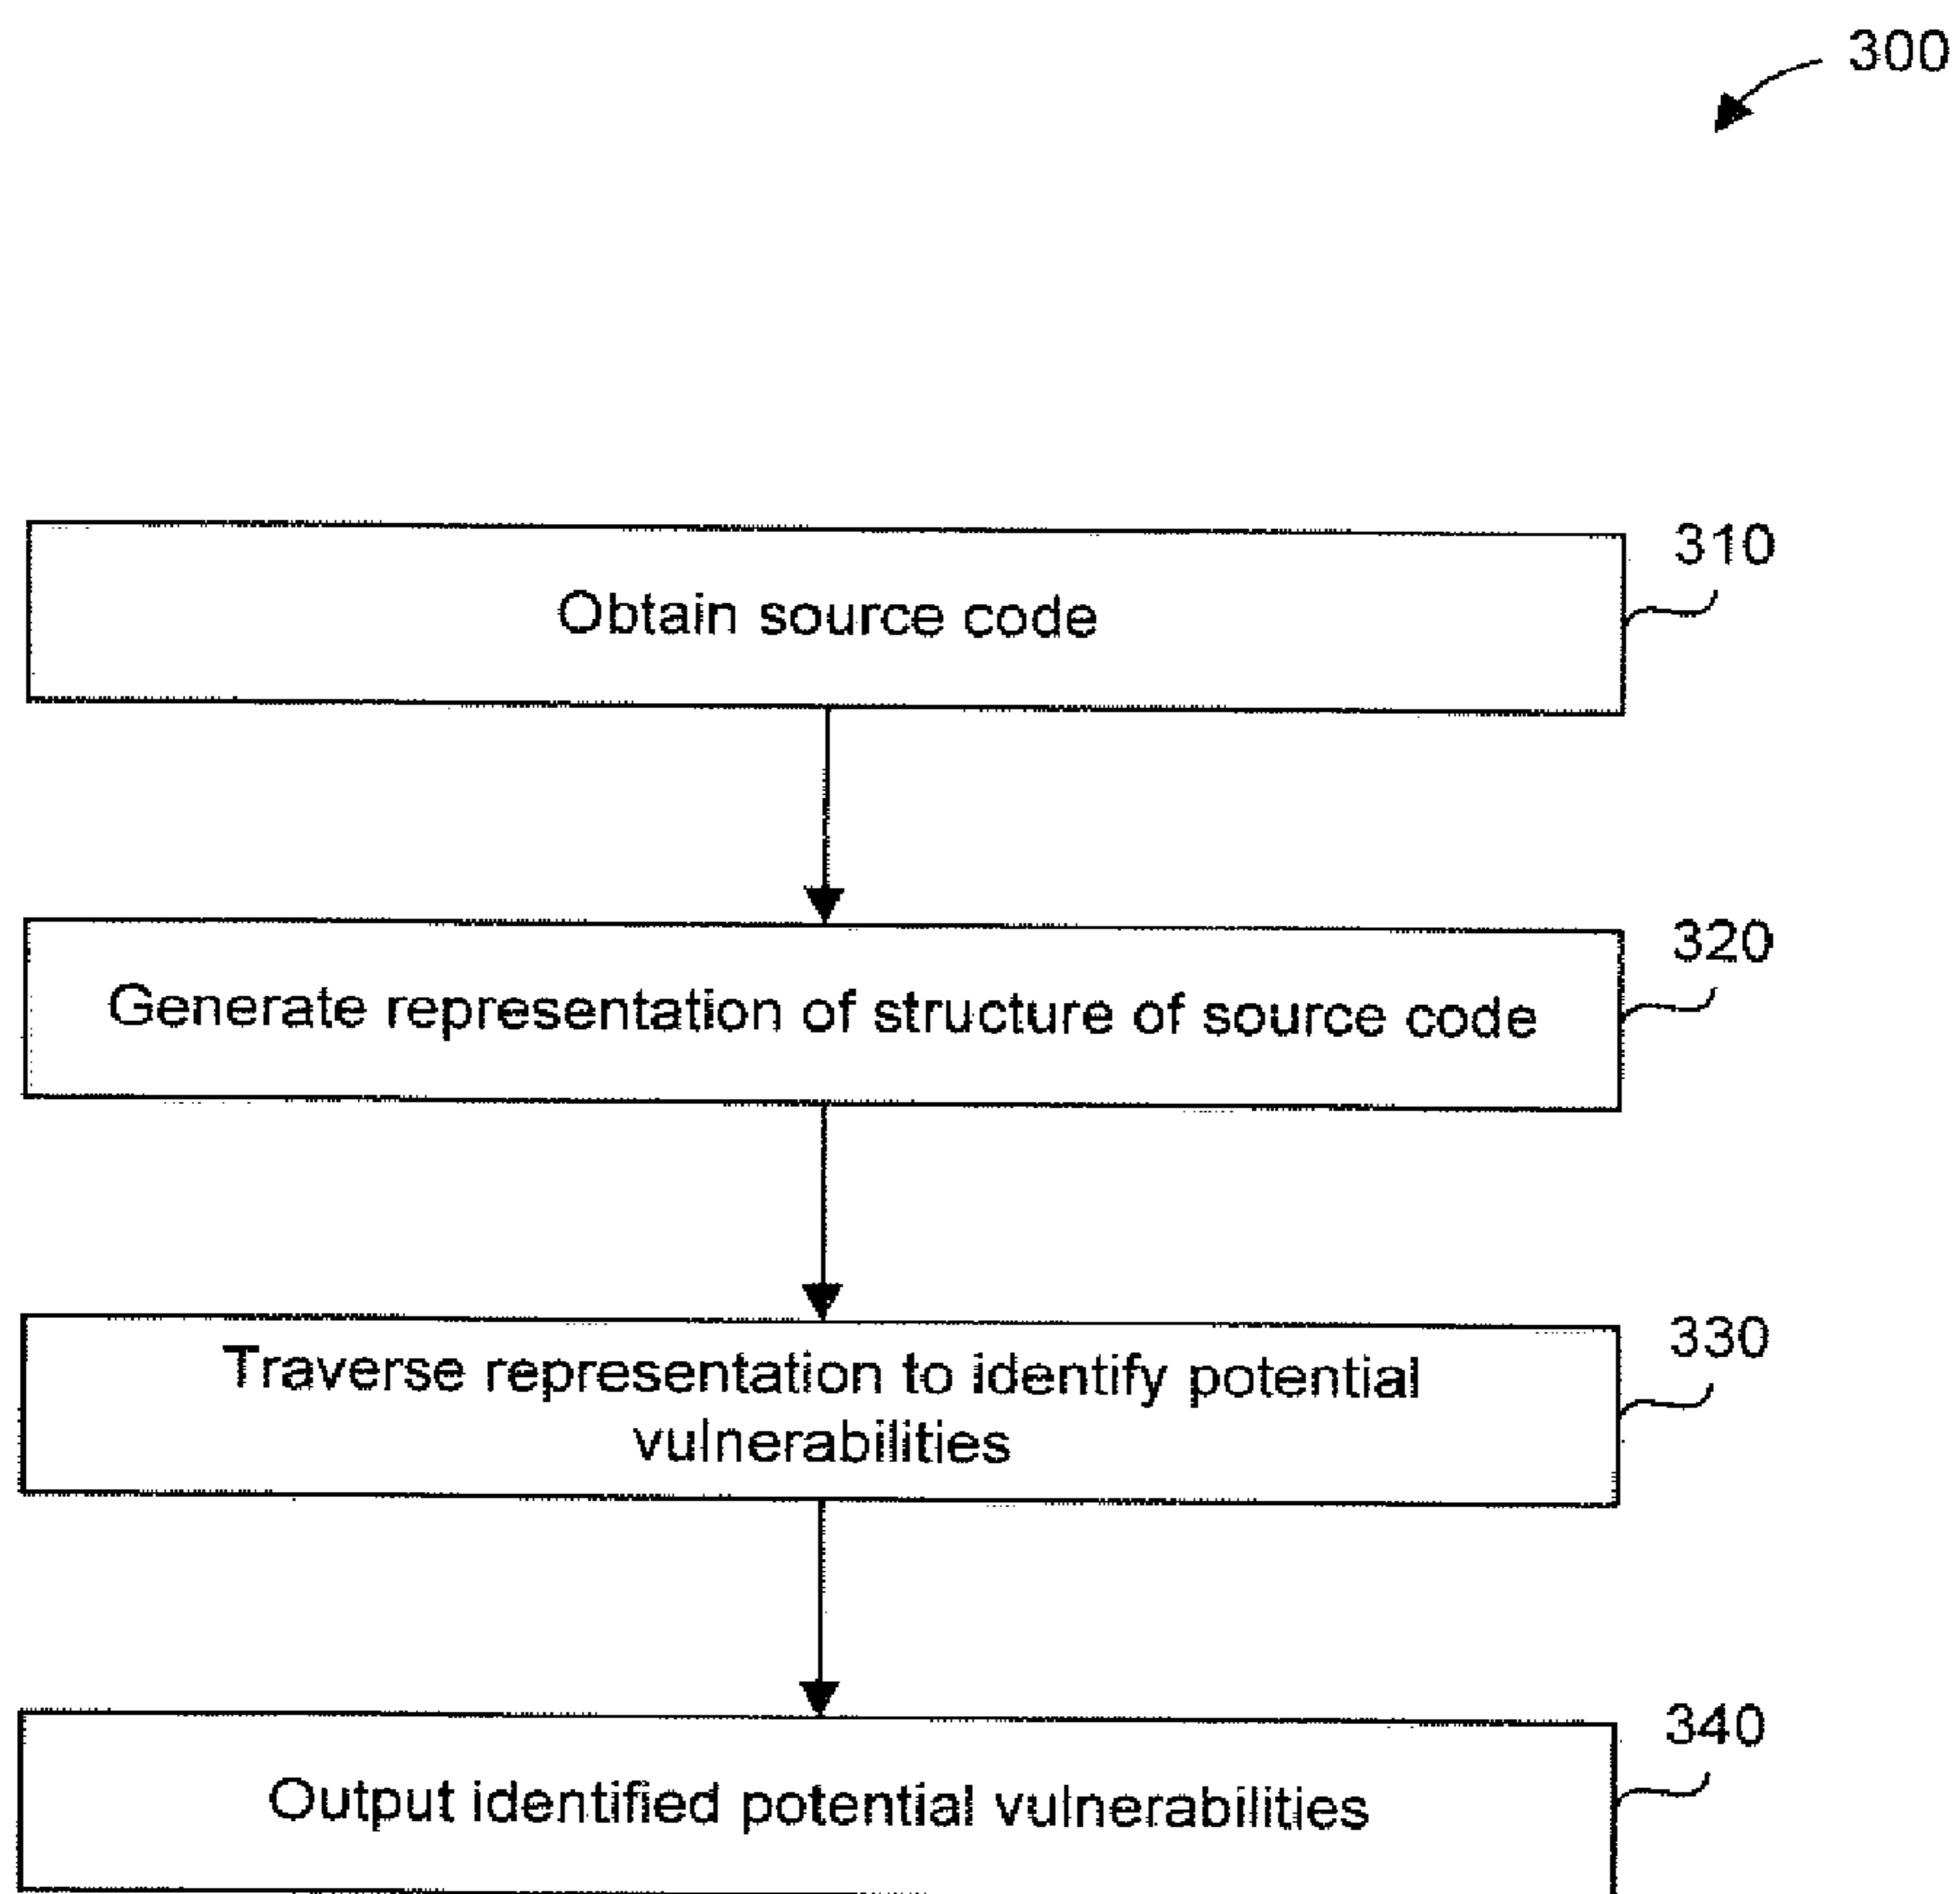 300
310
Obtain source code
320
Generate representation of structure of source code
330
Traverse representation to identify potential
vulnerabilities
340
Output identified potential vulnerabilities